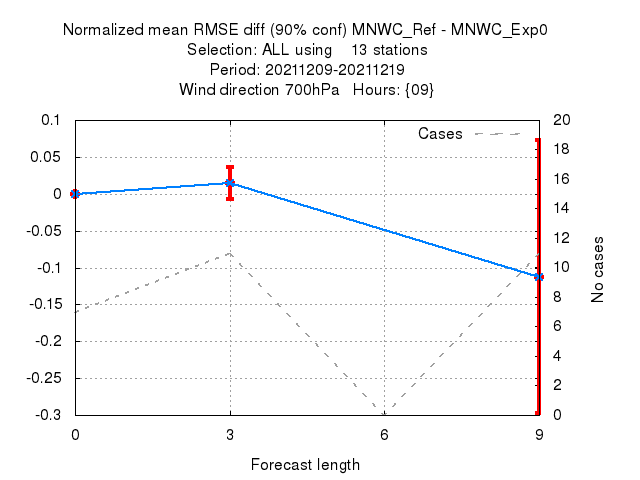 Normalized mean RMSE diff (90% conf) MNWC_Ref - MNWC_Exp0
Selection: ALL using    13 stations
Period: 20211209-20211219
Wind direction 700hPa   Hours: {09}
Cases
0.1
0.05
0
-0.05
-0.1
-0.15
-0.2
-0.25
-0.3
20
18
16
14
12
10
8
6
4
2
0
No cases
0 3 6 9
Forecast length